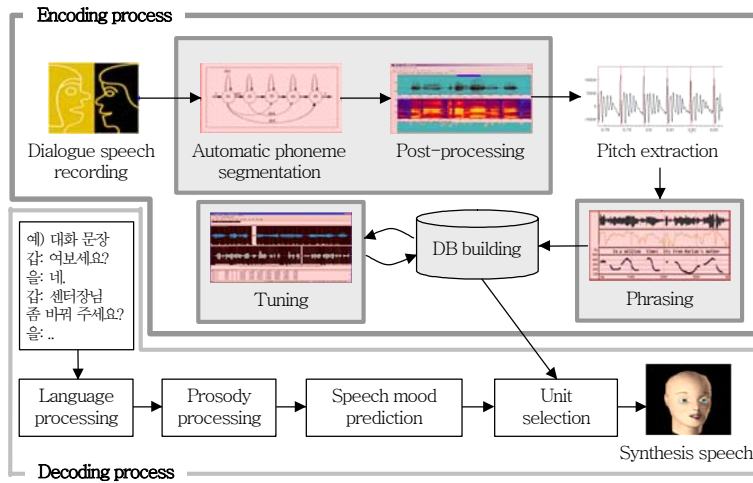 Encoding process
Dialogue speech
recording
Automatic phoneme
segmentation
Post-processing
Pitch extraction
Tuning
DB building
Phrasing
예) 대화 문장
갑: 여보세요?
을: 네.
갑: 센터장님
좀 바꿔 주세요?
을: ..
Language
processing
Prosody
processing
Speech mood
prediction
Unit
selection
Synthesis speech
Decoding process